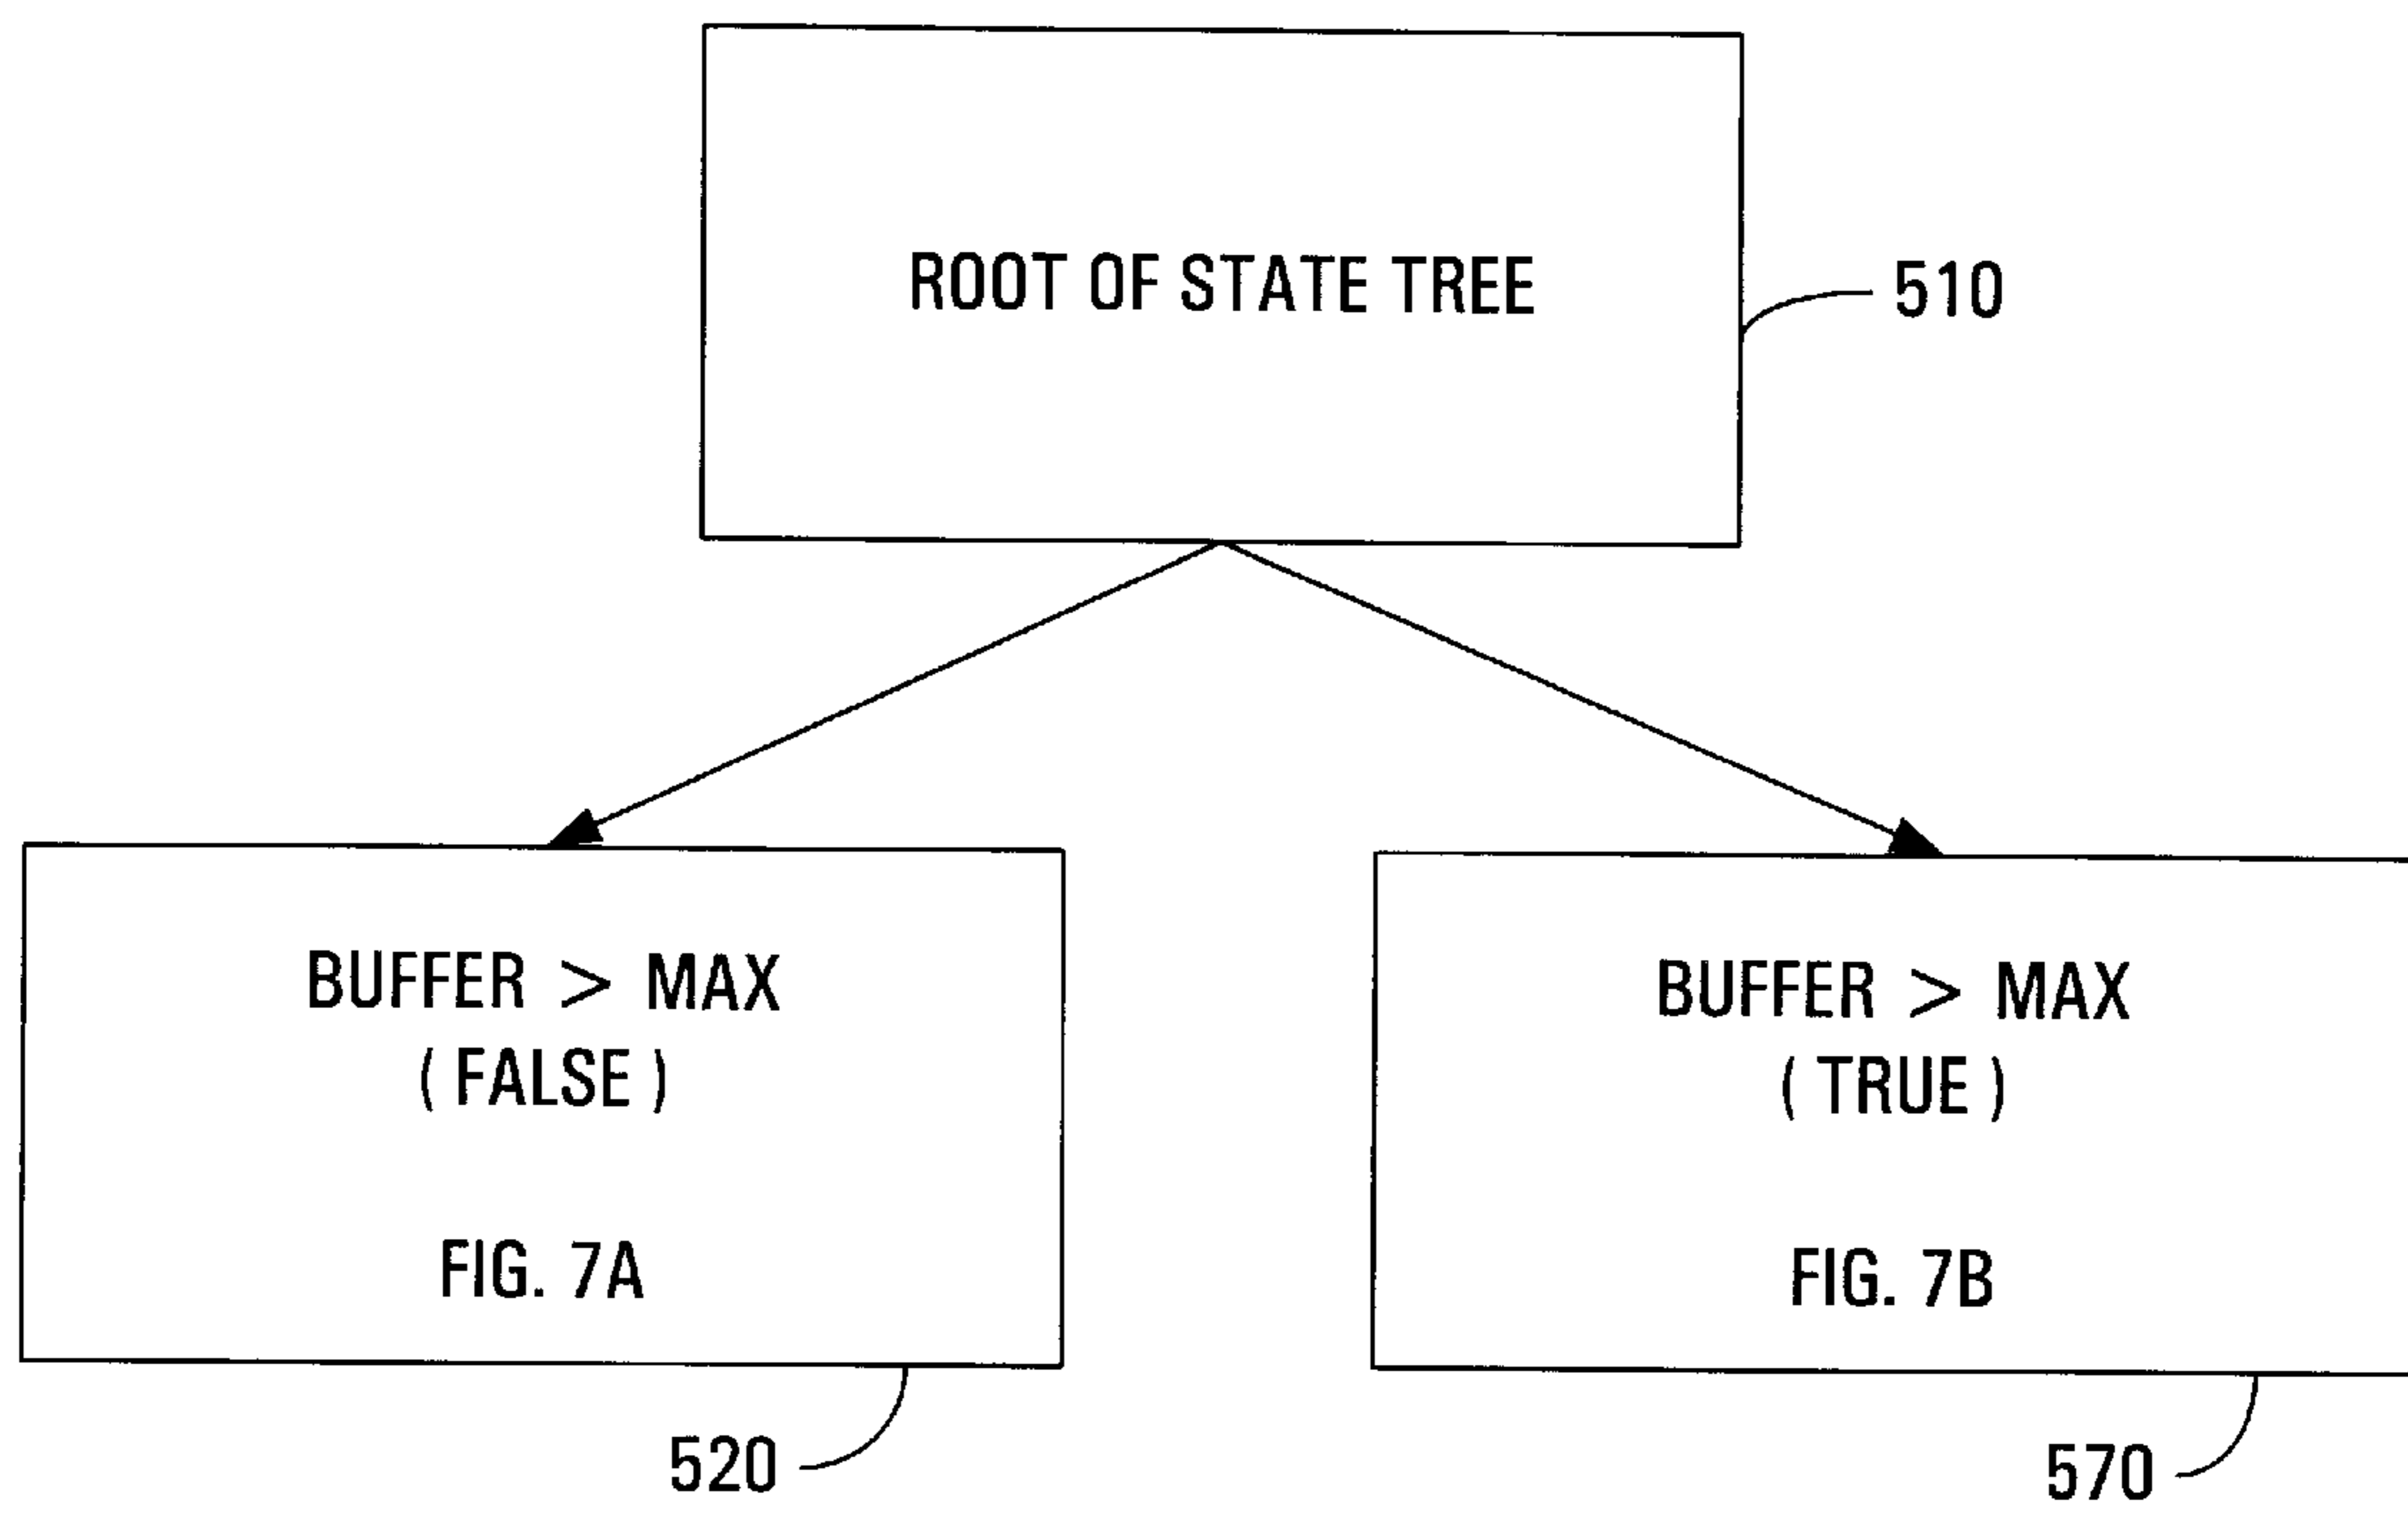 ROOT OF STATE TREE
510
BUFFER > MAX
( FALSE )
FIG. 7A
520
BUFFER > MAX
( TRUE )
FIG. 7B
570